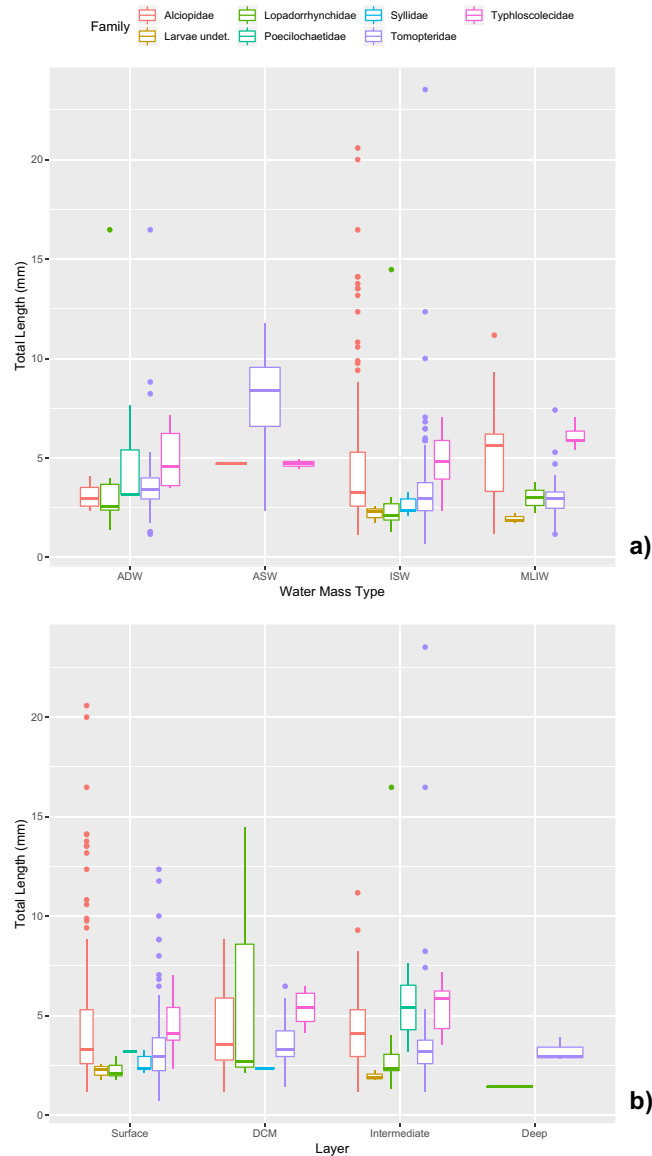 Family Alciopidae Lopadorrhynchidae Syllidae Typhloscolecidae
Larvae undet. Poecilochaetidae Tomopteridae
20
15
10
5
0
Total Length (mm)
ADW ASW ISW MLIW
Water Mass Type
a)
20
15
10
5
0
Total Length (mm)
Surface DCM Intermediate Deep
Layer
b)